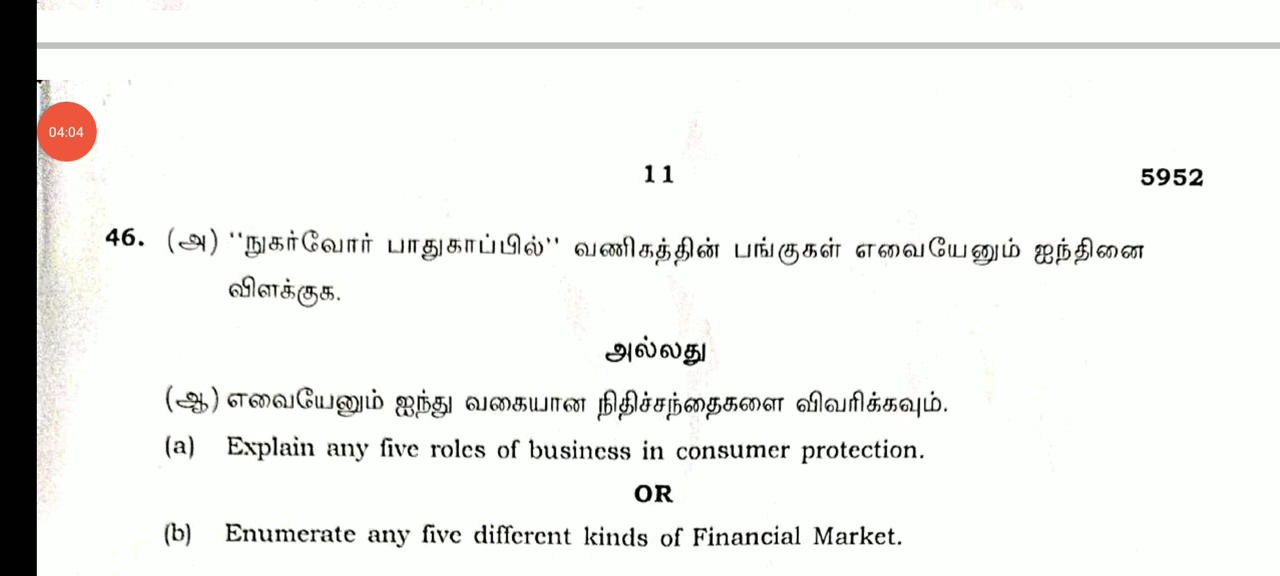 04:04
11 5952
46. (அ) ‘‘நுகர்வோர் பாதுகாப்பில்’’ வணிகத்தின் பங்குகள் எவையேனும் ஐந்தினை
விளக்குக.
அல்லது
(ஆ) எவையேனும் ஐந்து வகையான நிதிச்சந்தைகளை விவரிக்கவும்.
(a) Explain any five roles of business in consumer protection.
OR
(b) Enumerate any five different kinds of Financial Market.